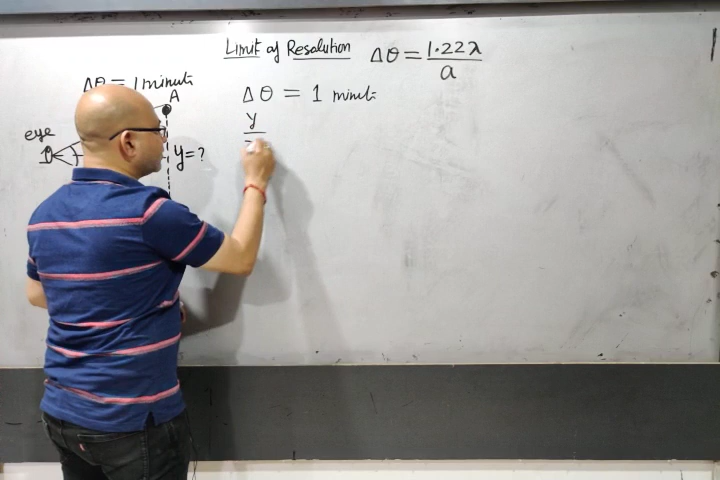 Limit of Resolution Δθ = 1.22λ / a
Δθ = 1 minute
A
Δθ = 1 minute
y
eye
y = ?